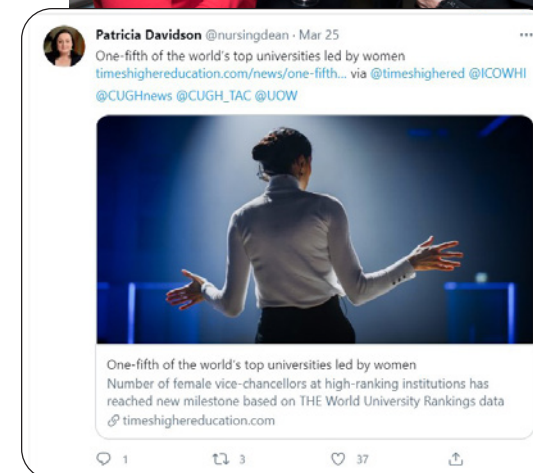 Patricia Davidson @nursingdean · Mar 25
One-fifth of the world's top universities led by women
timeshighereducation.com/news/one-fifth... via @timeshighered @ICOWHI
@CUGHnews @CUGH_TAC @UOW
One-fifth of the world's top universities led by women
Number of female vice-chancellors at high-ranking institutions has
reached new milestone based on THE World University Rankings data
timeshighereducation.com
1 3 37